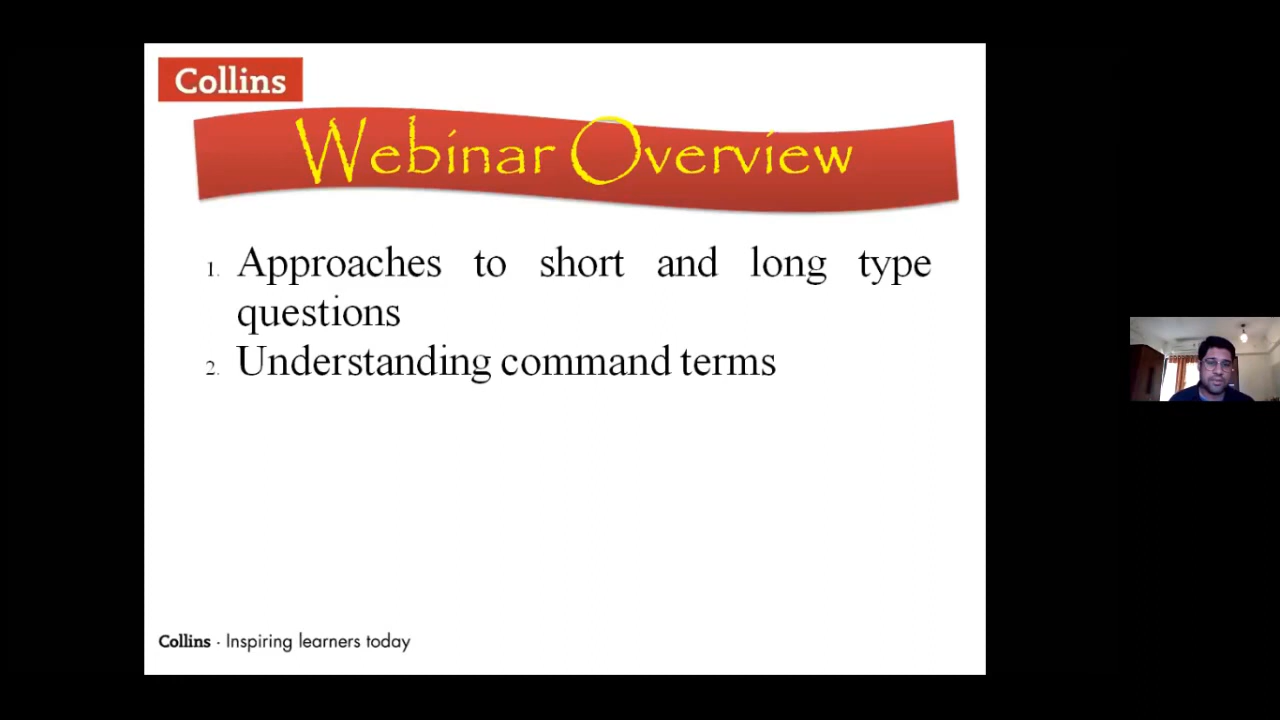 Collins
Webinar Overview
1. Approaches to short and long type
questions
2. Understanding command terms
Collins · Inspiring learners today